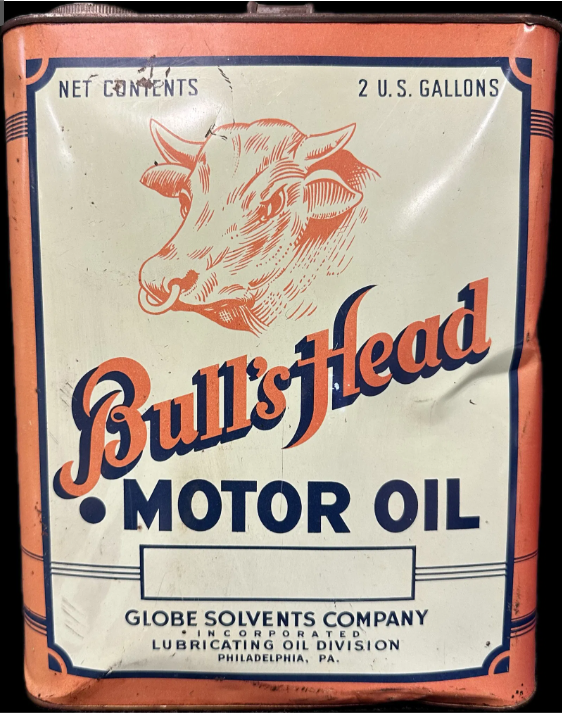 NET CONTENTS 2 U.S. GALLONS
Bull's Head
• MOTOR OIL
GLOBE SOLVENTS COMPANY
• INCORPORATED
LUBRICATING OIL DIVISION
PHILADELPHIA, PA.